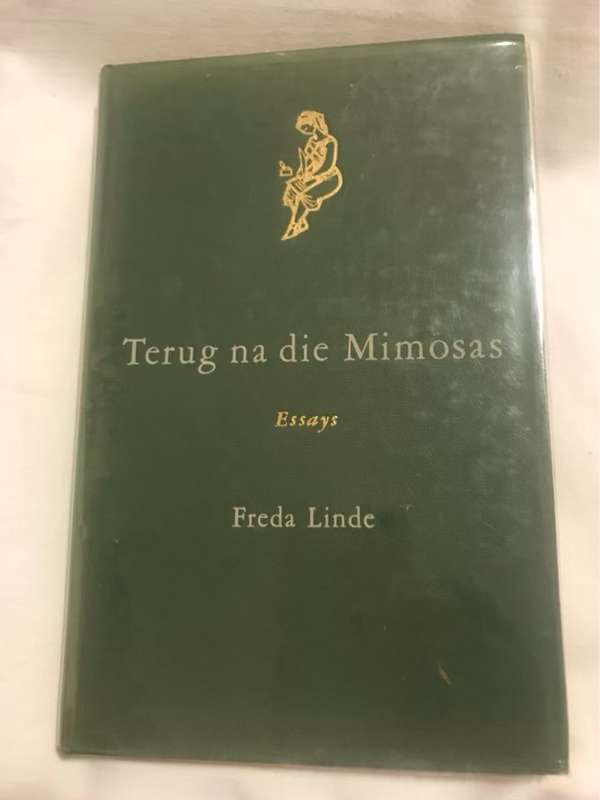 Terug na die Mimosas
Essays
Freda Linde